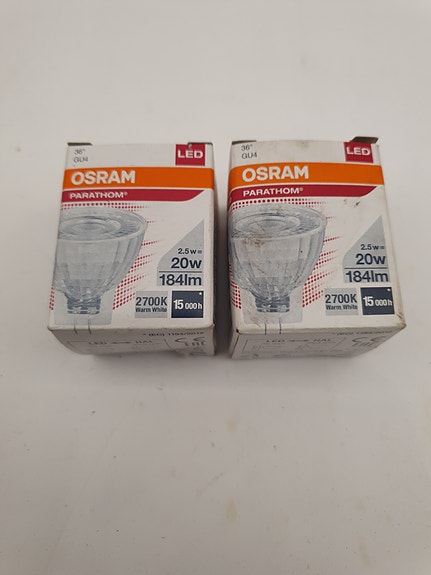 36°
GU4
LED
OSRAM
PARATHOM®
2.5w=
20w
184lm
2700K
Warm White
15 000 h
36°
GU4
LED
OSRAM
PARATHOM®
2.5w=
20w
184lm
2700K
Warm White
15 000 h